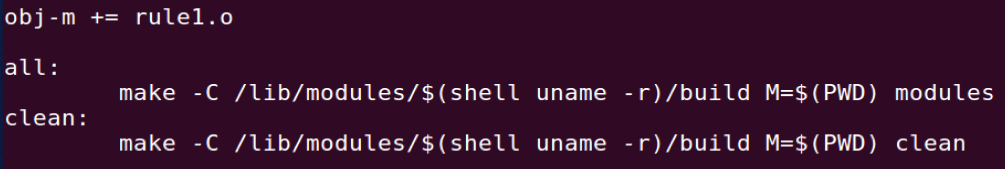 obj-m += rule1.o
all:
make -C /lib/modules/$(shell uname -r)/build M=$(PWD) modules
clean:
make -C /lib/modules/$(shell uname -r)/build M=$(PWD) clean